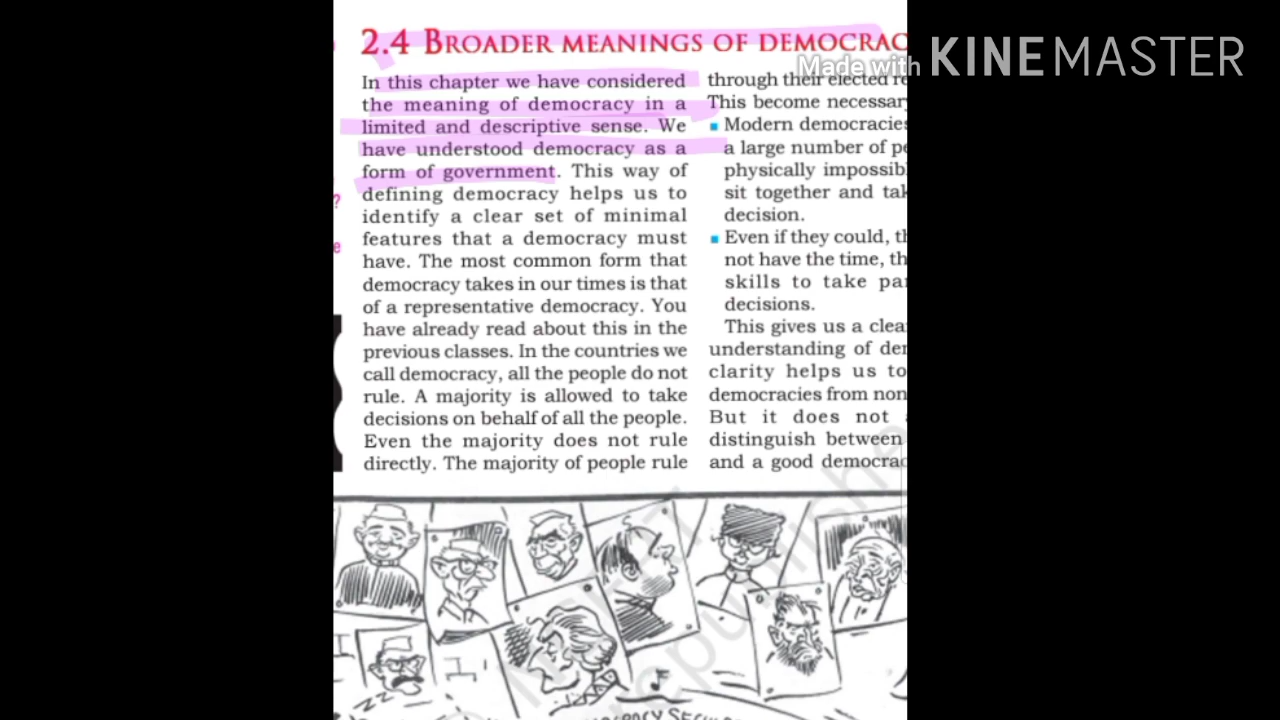 2.4 BROADER MEANINGS OF DEMOCRAC
Made with KINEMASTER
In this chapter we have considered
the meaning of democracy in a
limited and descriptive sense. We
have understood democracy as a
form of government. This way of
defining democracy helps us to
identify a clear set of minimal
features that a democracy must
have. The most common form that
democracy takes in our times is that
of a representative democracy. You
have already read about this in the
previous classes. In the countries we
call democracy, all the people do not
rule. A majority is allowed to take
decisions on behalf of all the people.
Even the majority does not rule
directly. The majority of people rule
through their elected re
This become necessary
Modern democracies
a large number of pe
physically impossib
sit together and tak
decision.
Even if they could, th
not have the time, th
skills to take par
decisions.
This gives us a clea
understanding of der
clarity helps us to
democracies from non
But it does not
distinguish between
and a good democrac
?
e
ZZZ